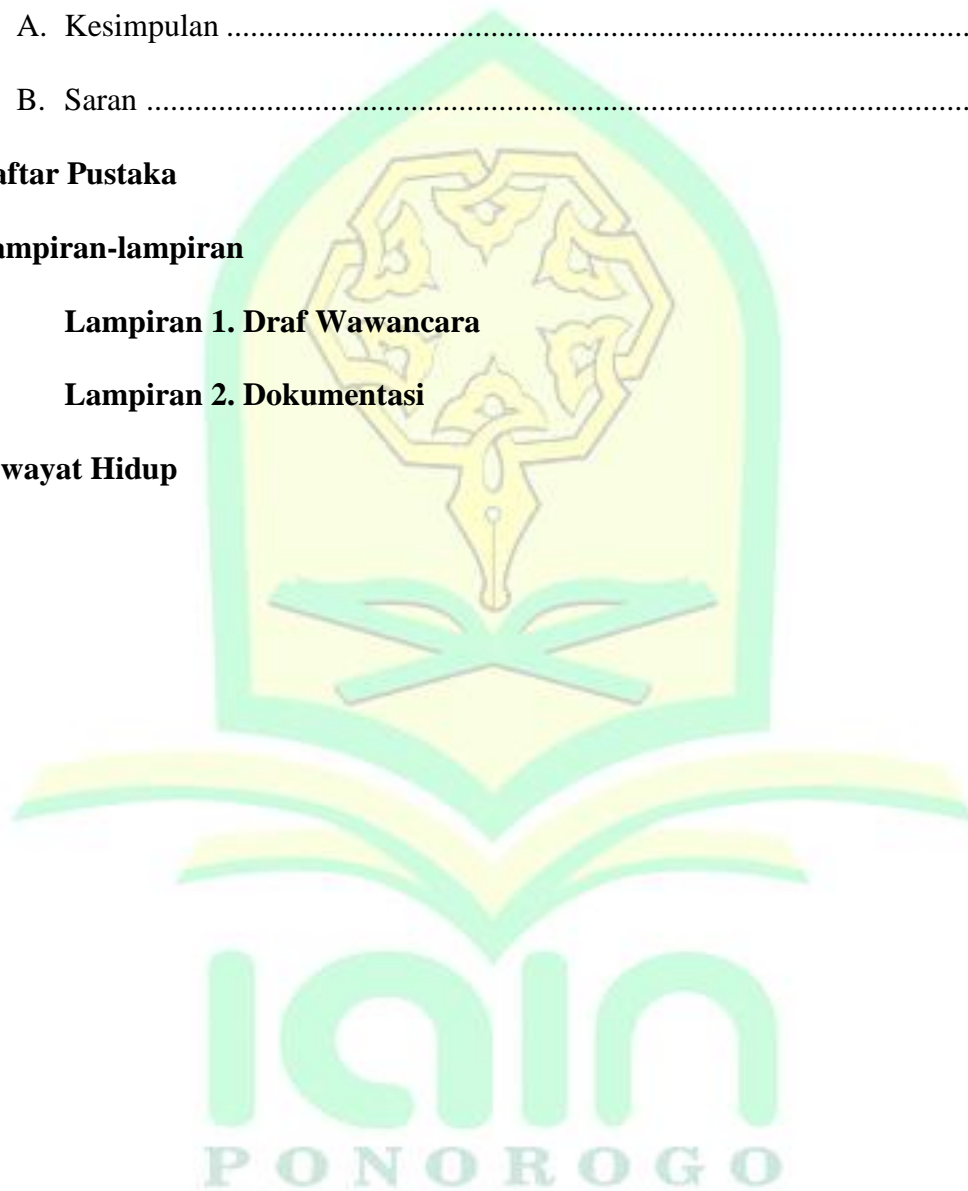 A. Kesimpulan ..............................................................................................
B. Saran ........................................................................................................
aftar Pustaka
ampiran-lampiran
Lampiran 1. Draf Wawancara
Lampiran 2. Dokumentasi
wayat Hidup
iain
PONOROGO